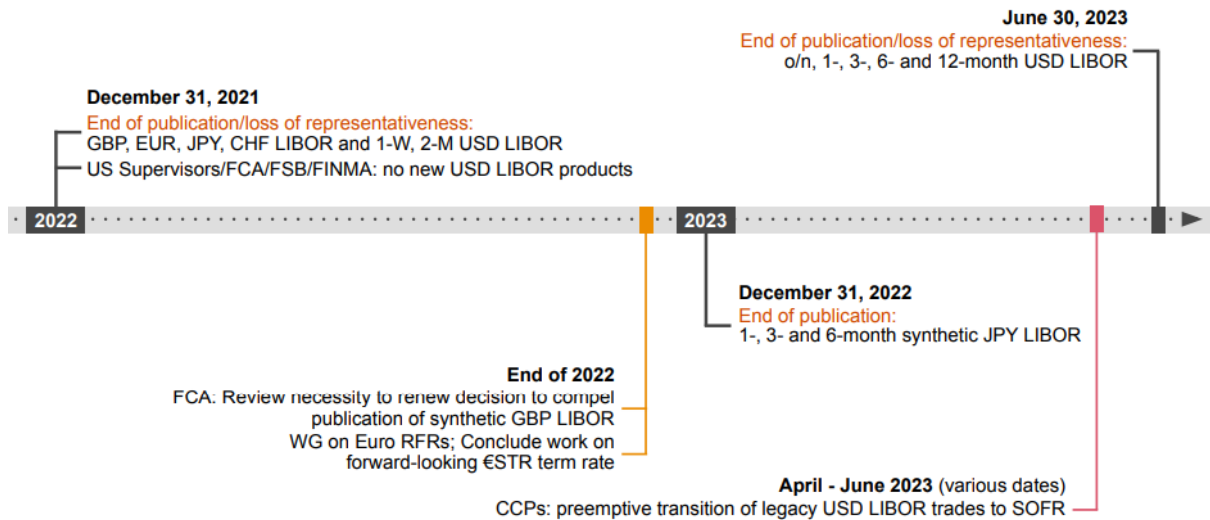 June 30, 2023
End of publication/loss of representativeness:
o/n, 1-, 3-, 6- and 12-month USD LIBOR
December 31, 2021
End of publication/loss of representativeness:
GBP, EUR, JPY, CHF LIBOR and 1-W, 2-M USD LIBOR
US Supervisors/FCA/FSB/FINMA: no new USD LIBOR products
2022
2023
December 31, 2022
End of publication:
1-, 3- and 6-month synthetic JPY LIBOR
End of 2022
FCA: Review necessity to renew decision to compel
publication of synthetic GBP LIBOR
WG on Euro RFRs; Conclude work on
forward-looking €STR term rate
April - June 2023 (various dates)
CCPs: preemptive transition of legacy USD LIBOR trades to SOFR